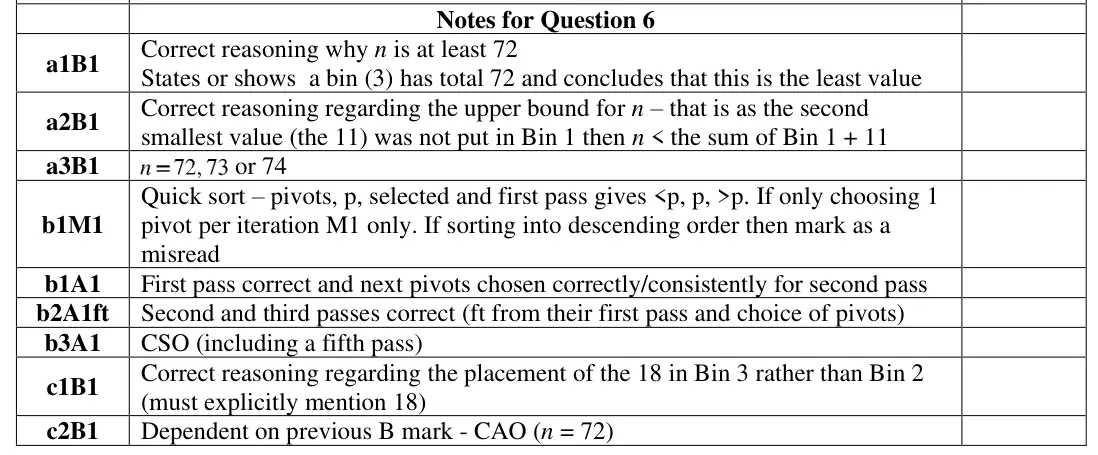 Notes for Question 6
a1B1
Correct reasoning why n is at least 72
States or shows a bin (3) has total 72 and concludes that this is the least value
a2B1
Correct reasoning regarding the upper bound for n – that is as the second
smallest value (the 11) was not put in Bin 1 then n < the sum of Bin 1 + 11
a3B1
n = 72, 73 or 74
b1M1
Quick sort – pivots, p, selected and first pass gives <p, p, >p. If only choosing 1
pivot per iteration M1 only. If sorting into descending order then mark as a
misread
b1A1
First pass correct and next pivots chosen correctly/consistently for second pass
b2A1ft
Second and third passes correct (ft from their first pass and choice of pivots)
b3A1
CSO (including a fifth pass)
c1B1
Correct reasoning regarding the placement of the 18 in Bin 3 rather than Bin 2
(must explicitly mention 18)
c2B1
Dependent on previous B mark - CAO (n = 72)